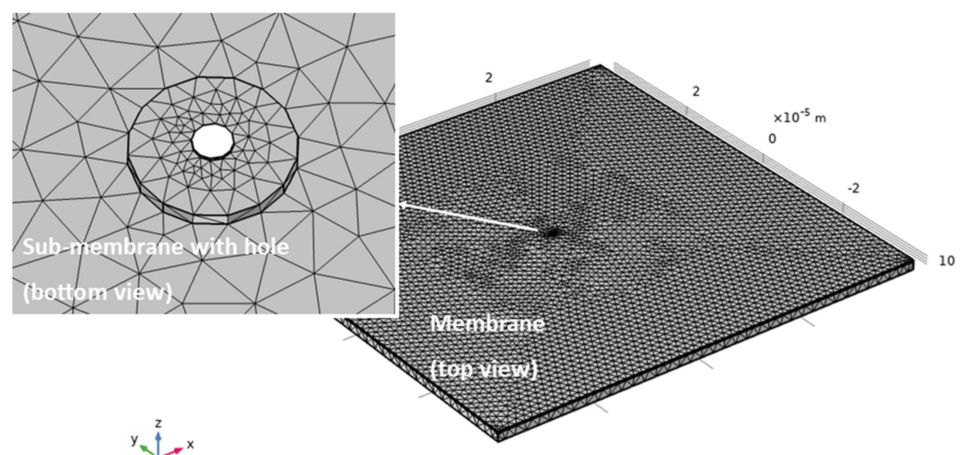 2
2
×10⁻⁵ m
0
-2
10
Sub-membrane with hole
(bottom view)
Membrane
(top view)
z
y
x